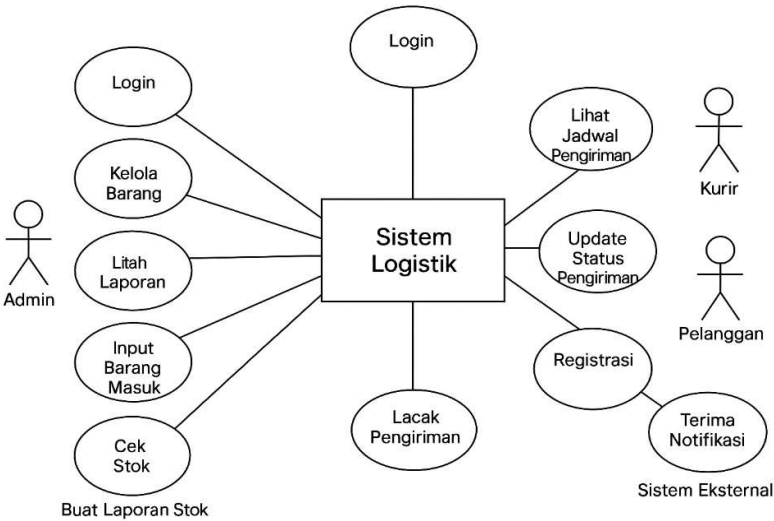 Login
Login
Kelola
Barang
Litah
Laporan
Input
Barang
Masuk
Cek
Stok
Buat Laporan Stok
Admin
Sistem
Logistik
Lacak
Pengiriman
Lihat
Jadwal
Pengiriman
Update
Status
Pengiriman
Registrasi
Terima
Notifikasi
Sistem Eksternal
Kurir
Pelanggan